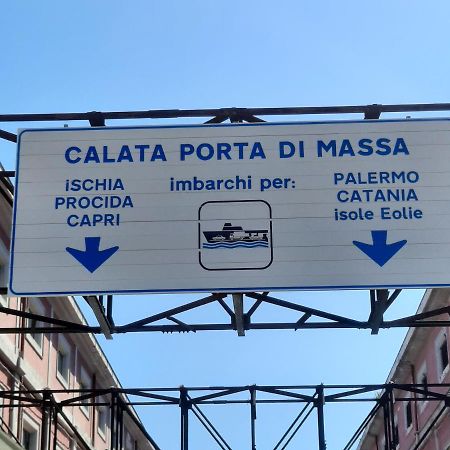 CALATA PORTA DI MASSA
iSCHIA
PROCIDA
CAPRI
imbarchi per:
PALERMO
CATANIA
isole Eolie